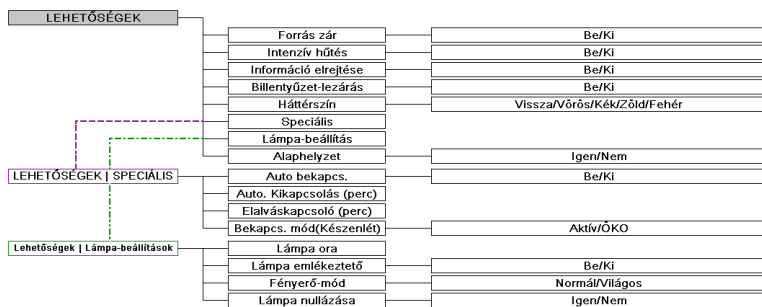 LEHETŐSÉGEK
Forrás zár Be/Ki
Intenzív hűtés Be/Ki
Információ elrejtése Be/Ki
Billentyűzet-lezárás Be/Ki
Háttérszín Vissza/Vörös/Kék/Zöld/Fehér
Speciális
Lámpa-beállítás
Alaphelyzet Igen/Nem
LEHETŐSÉGEK | SPECIÁLIS Auto bekapcs. Be/Ki
Auto. Kikapcsolás (perc)
Elalváskapcsoló (perc)
Bekapcs. mód(Készenlét) Aktív/ÖKO
Lehetőségek | Lámpa-beállítások Lámpa ora
Lámpa emlékeztető Be/Ki
Fényerő-mód Normál/Világos
Lámpa nullázása Igen/Nem